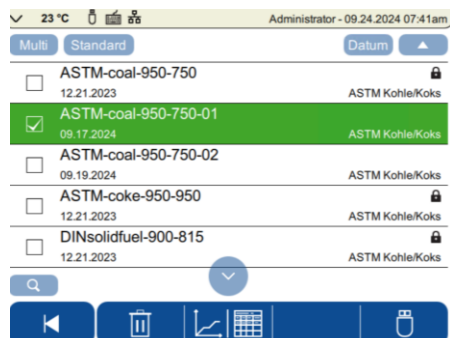 23 °C Administrator - 09.24.2024 07:41am
Multi Standard Datum
ASTM-coal-950-750
12.21.2023 ASTM Kohle/Koks
ASTM-coal-950-750-01
09.17.2024 ASTM Kohle/Koks
ASTM-coal-950-750-02
09.19.2024 ASTM Kohle/Koks
ASTM-coke-950-950
12.21.2023 ASTM Kohle/Koks
DINsolidfuel-900-815
12.21.2023 ASTM Kohle/Koks